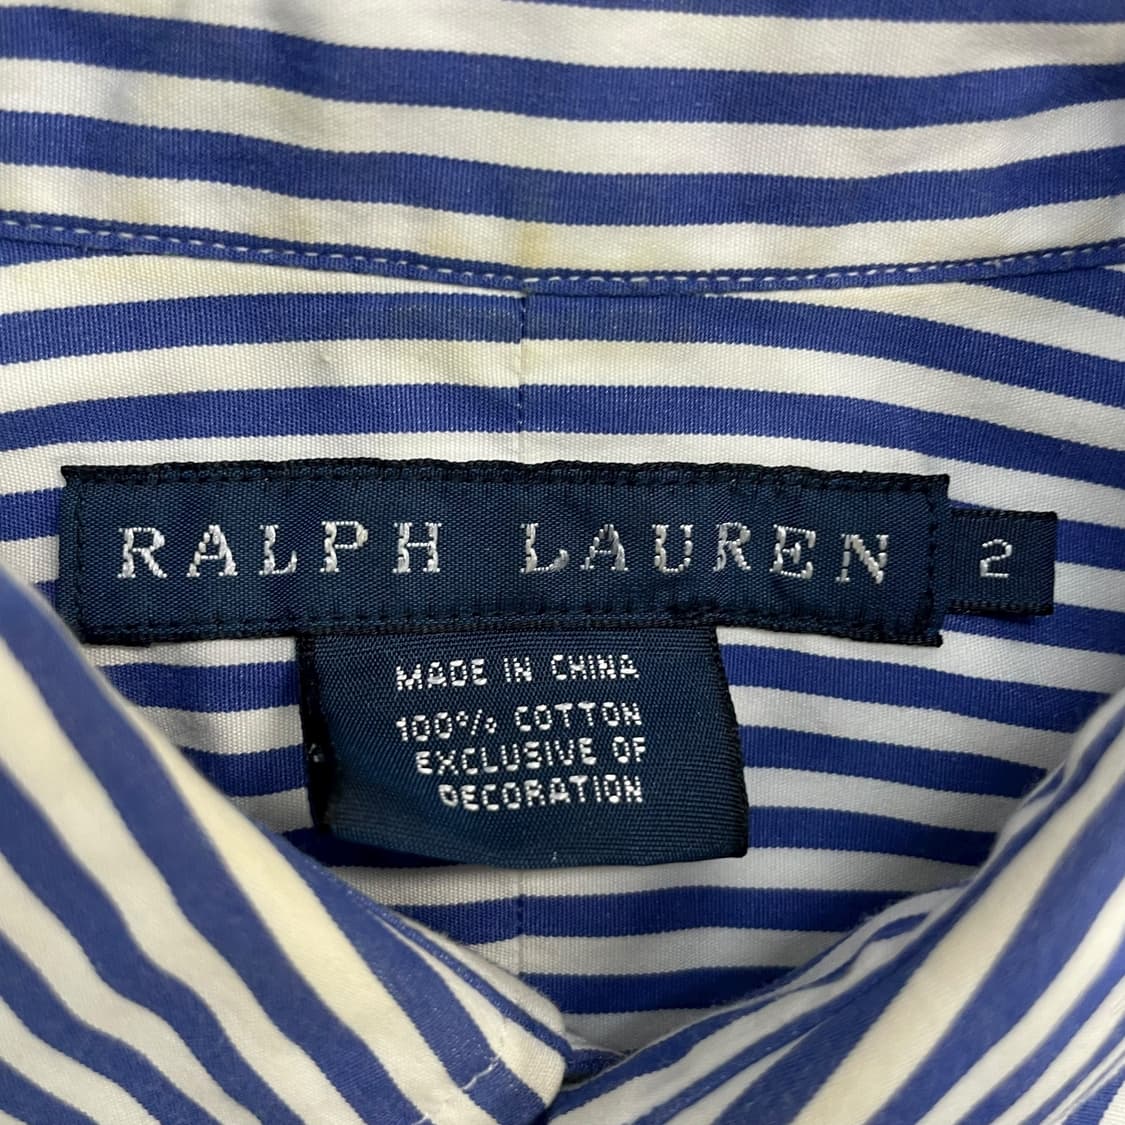 RALPH LAUREN
2
MADE IN CHINA
100% COTTON
EXCLUSIVE OF
DECORATION